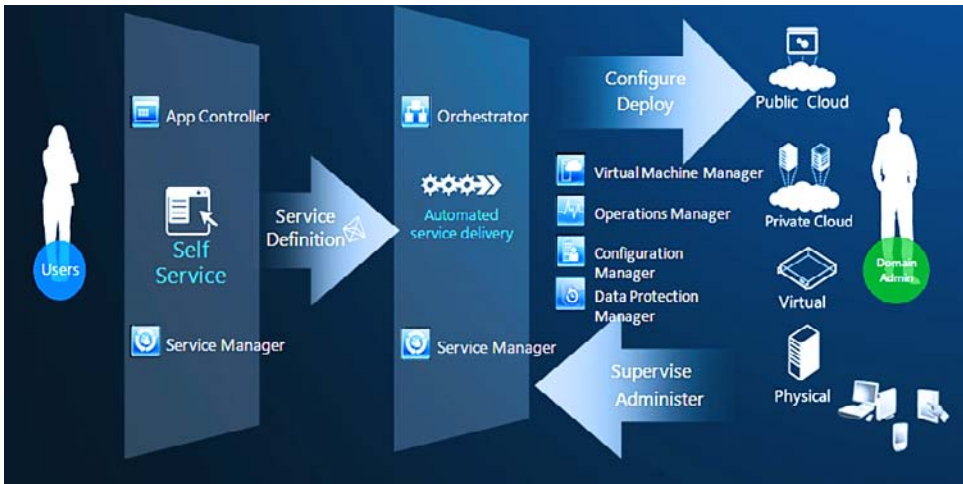 Users
App Controller
Self
Service
Service Manager
Service
Definition
Orchestrator
Automated
service delivery
Service Manager
Configure
Deploy
Virtual Machine Manager
Operations Manager
Configuration
Manager
Data Protection
Manager
Supervise
Administer
Public Cloud
Private Cloud
Virtual
Physical
Domain
Admin